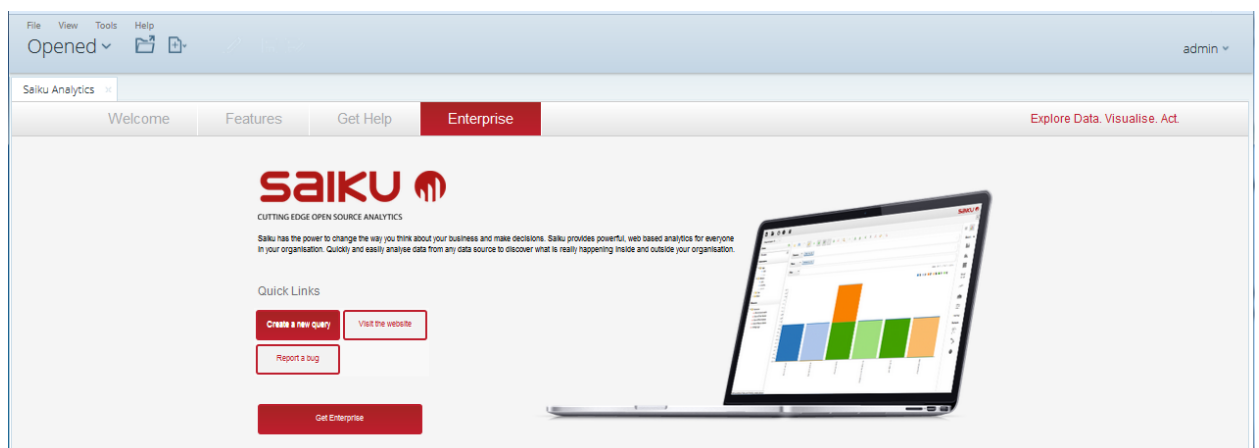 File View Tools Help
Opened
admin
Saiku Analytics ×
Welcome Features Get Help Enterprise Explore Data. Visualise. Act.
saiku
CUTTING EDGE OPEN SOURCE ANALYTICS
Saiku has the power to change the way you think about your business and make decisions. Saiku provides powerful, web based analytics for everyone
in your organisation. Quickly and easily analyse data from any data source to discover what is really happening inside and outside your organisation.
Quick Links
Create a new query Visit the website
Report a bug
Get Enterprise
SAIKU